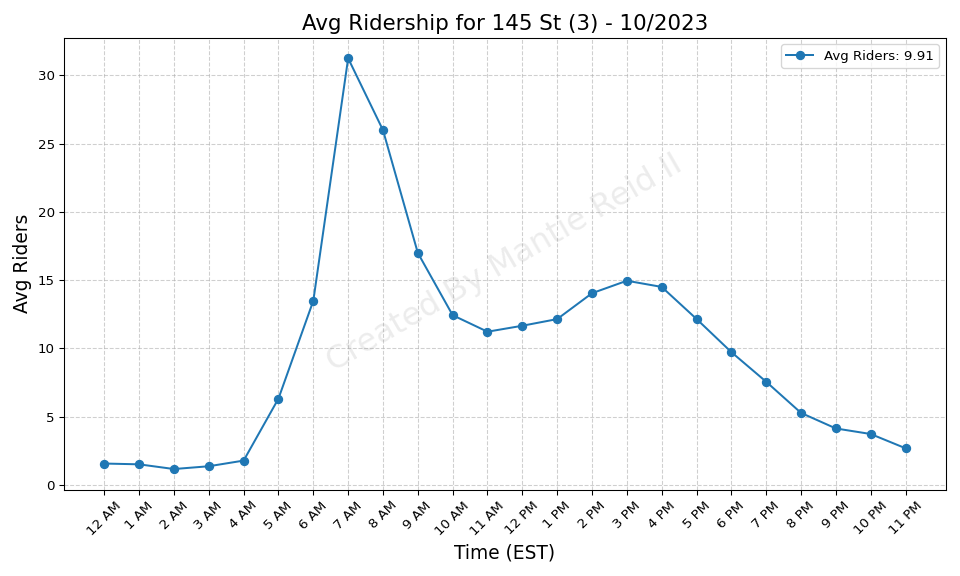 Avg Ridership for 145 St (3) - 10/2023
Avg Riders: 9.91
30
25
20
15
10
5
0
Avg Riders
Created By Mantie Reid II
12 AM
1 AM
2 AM
3 AM
4 AM
5 AM
6 AM
7 AM
8 AM
9 AM
10 AM
11 AM
12 PM
1 PM
2 PM
3 PM
4 PM
5 PM
6 PM
7 PM
8 PM
9 PM
10 PM
11 PM
Time (EST)